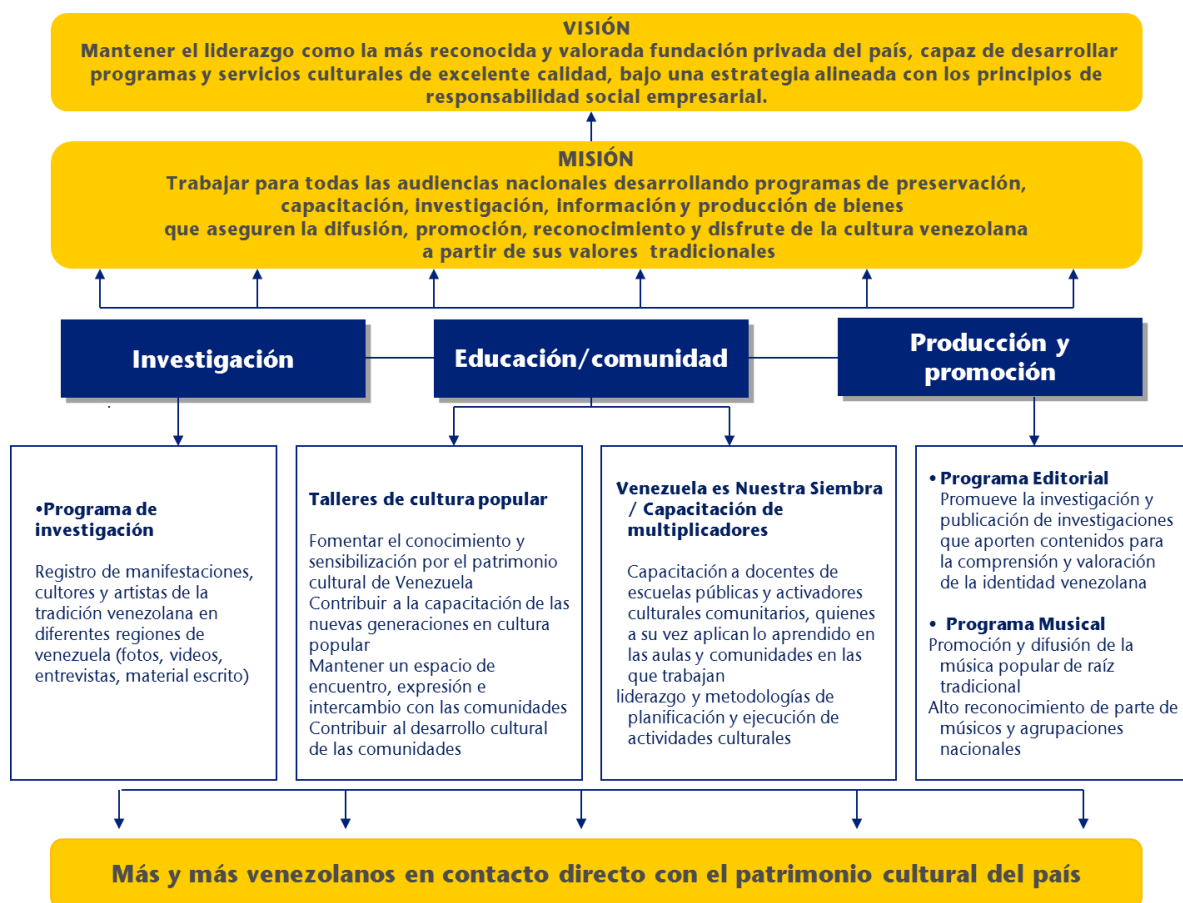 VISIÓN
Mantener el liderazgo como la más reconocida y valorada fundación privada del país, capaz de desarrollar
programas y servicios culturales de excelente calidad, bajo una estrategia alineada con los principios de
responsabilidad social empresarial.
MISIÓN
Trabajar para todas las audiencias nacionales desarrollando programas de preservación,
capacitación, investigación, información y producción de bienes
que aseguren la difusión, promoción, reconocimiento y disfrute de la cultura venezolana
a partir de sus valores tradicionales
Investigación
Educación/comunidad
Producción y
promoción
•Programa de
investigación
Registro de manifestaciones,
cultores y artistas de la
tradición venezolana en
diferentes regiones de
venezuela (fotos, videos,
entrevistas, material escrito)
Talleres de cultura popular
Fomentar el conocimiento y
sensibilización por el patrimonio
cultural de Venezuela
Contribuir a la capacitación de las
nuevas generaciones en cultura
popular
Mantener un espacio de
encuentro, expresión e
intercambio con las comunidades
Contribuir al desarrollo cultural
de las comunidades
Venezuela es Nuestra Siembra
/ Capacitación de
multiplicadores
Capacitación a docentes de
escuelas públicas y activadores
culturales comunitarios, quienes
a su vez aplican lo aprendido en
las aulas y comunidades en las
que trabajan
liderazgo y metodologías de
planificación y ejecución de
actividades culturales
• Programa Editorial
Promueve la investigación y
publicación de investigaciones
que aporten contenidos para
la comprensión y valoración
de la identidad venezolana
• Programa Musical
Promoción y difusión de la
música popular de raíz
tradicional
Alto reconocimiento de parte de
músicos y agrupaciones
nacionales
Más y más venezolanos en contacto directo con el patrimonio cultural del país